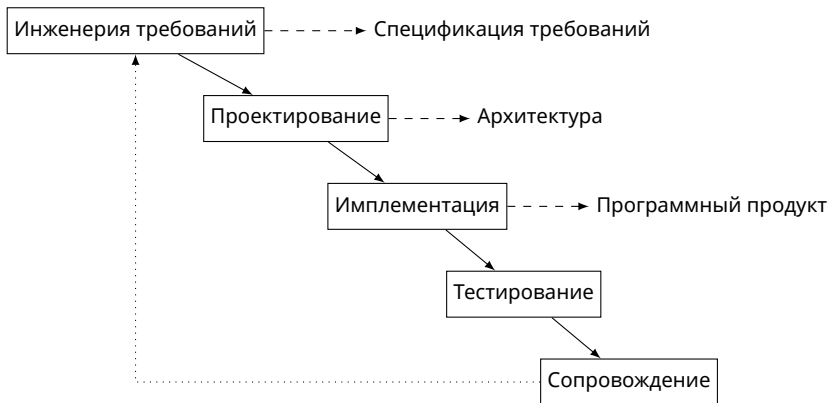 Инженерия требований
Спецификация требований
Проектирование
Архитектура
Имплементация
Программный продукт
Тестирование
Сопровождение